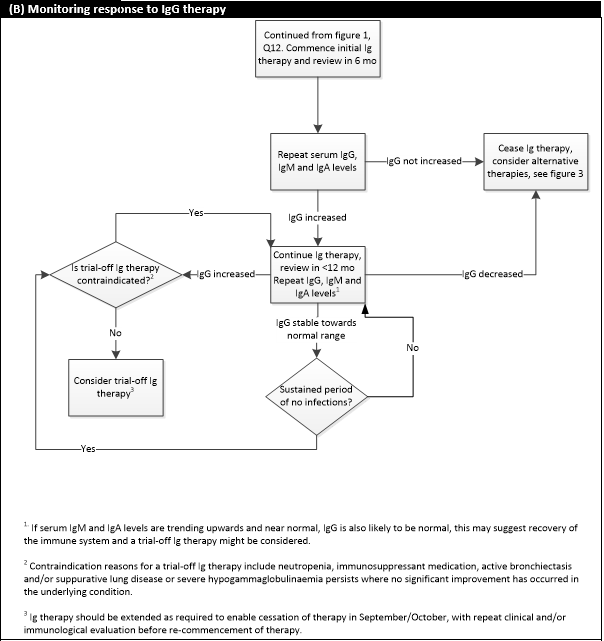 (B) Monitoring response to IgG therapy
Continued from figure 1,
Q12. Commence initial Ig
therapy and review in 6 mo
Repeat serum IgG,
IgM and IgA levels
IgG not increased
Cease Ig therapy,
consider alternative
therapies, see figure 3
Yes
IgG increased
Is trial-off Ig therapy
contraindicated?2
IgG increased
Continue Ig therapy,
review in <12 mo
Repeat IgG, IgM and
IgA levels1
IgG decreased
No
IgG stable towards
normal range
No
Consider trial-off Ig
therapy3
Sustained period
of no infections?
Yes
1. If serum IgM and IgA levels are trending upwards and near normal, IgG is also likely to be normal, this may suggest recovery of
the immune system and a trial-off Ig therapy might be considered.
2 Contraindication reasons for a trial-off Ig therapy include neutropenia, immunosuppressant medication, active bronchiectasis
and/or suppurative lung disease or severe hypogammaglobulinaemia persists where no significant improvement has occurred in
the underlying condition.
3 Ig therapy should be extended as required to enable cessation of therapy in September/October, with repeat clinical and/or
immunological evaluation before re-commencement of therapy.